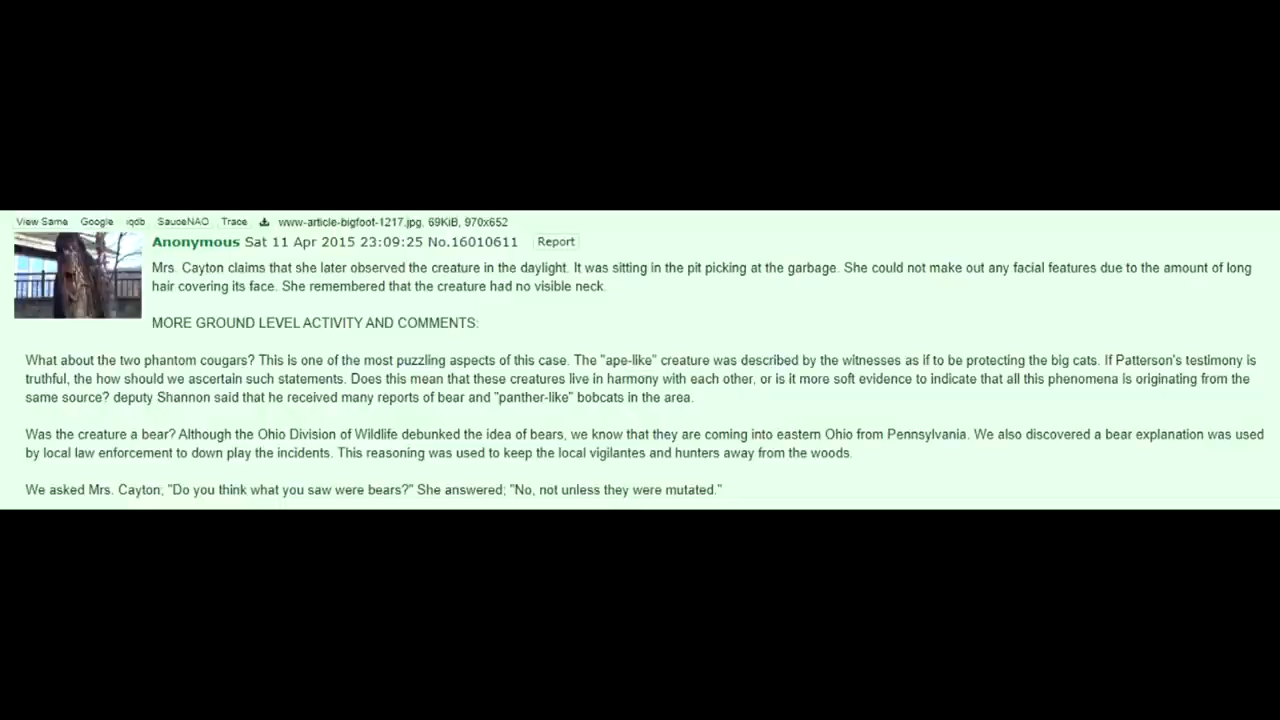 View Same Google iqdb SauceNAO Trace www-article-bigfoot-1217.jpg, 69KiB, 970x652
Anonymous Sat 11 Apr 2015 23:09:25 No.16010611 Report
Mrs. Cayton claims that she later observed the creature in the daylight. It was sitting in the pit picking at the garbage. She could not make out any facial features due to the amount of long
hair covering its face. She remembered that the creature had no visible neck.
MORE GROUND LEVEL ACTIVITY AND COMMENTS:
What about the two phantom cougars? This is one of the most puzzling aspects of this case. The "ape-like" creature was described by the witnesses as if to be protecting the big cats. If Patterson's testimony is
truthful, the how should we ascertain such statements. Does this mean that these creatures live in harmony with each other, or is it more soft evidence to indicate that all this phenomena is originating from the
same source? deputy Shannon said that he received many reports of bear and "panther-like" bobcats in the area.
Was the creature a bear? Although the Ohio Division of Wildlife debunked the idea of bears, we know that they are coming into eastern Ohio from Pennsylvania. We also discovered a bear explanation was used
by local law enforcement to down play the incidents. This reasoning was used to keep the local vigilantes and hunters away from the woods.
We asked Mrs. Cayton; "Do you think what you saw were bears?" She answered; "No, not unless they were mutated."